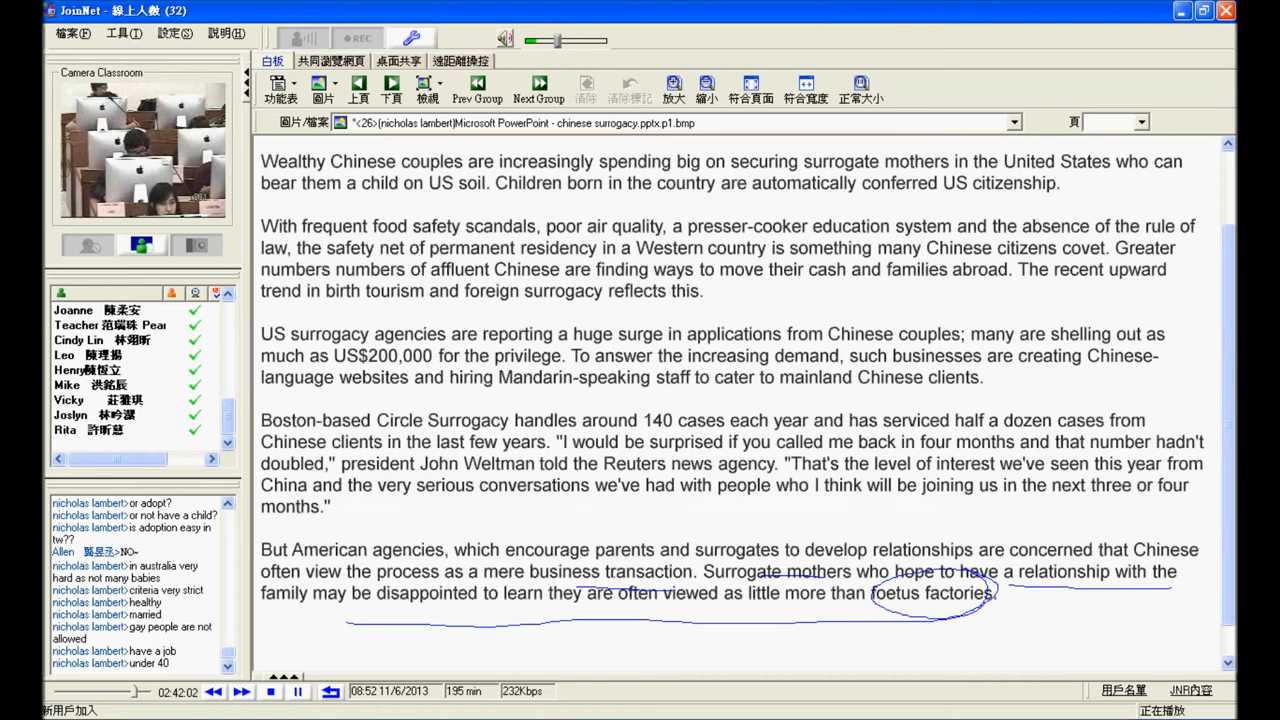 JoinNet - 線上人數 (32)
檔案(F) 工具(I) 設定(S) 說明(H)
REC
Camera Classroom
白板 共同瀏覽網頁 桌面共享 遠距離操控
功能表 圖片 上頁 下頁 檢視 Prev Group Next Group 清除 清除標記 放大 縮小 符合頁面 符合寬度 正常大小
圖片/檔案 "<26>(nicholas lambert)Microsoft PowerPoint - chinese surrogacy.pptx.p1.bmp 頁
Wealthy Chinese couples are increasingly spending big on securing surrogate mothers in the United States who can
bear them a child on US soil. Children born in the country are automatically conferred US citizenship.
With frequent food safety scandals, poor air quality, a presser-cooker education system and the absence of the rule of
law, the safety net of permanent residency in a Western country is something many Chinese citizens covet. Greater
numbers numbers of affluent Chinese are finding ways to move their cash and families abroad. The recent upward
trend in birth tourism and foreign surrogacy reflects this.
US surrogacy agencies are reporting a huge surge in applications from Chinese couples; many are shelling out as
much as US$200,000 for the privilege. To answer the increasing demand, such businesses are creating Chinese-
language websites and hiring Mandarin-speaking staff to cater to mainland Chinese clients.
Boston-based Circle Surrogacy handles around 140 cases each year and has serviced half a dozen cases from
Chinese clients in the last few years. "I would be surprised if you called me back in four months and that number hadn't
doubled," president John Weltman told the Reuters news agency. "That's the level of interest we've seen this year from
China and the very serious conversations we've had with people who I think will be joining us in the next three or four
months."
But American agencies, which encourage parents and surrogates to develop relationships are concerned that Chinese
often view the process as a mere business transaction. Surrogate mothers who hope to have a relationship with the
family may be disappointed to learn they are often viewed as little more than foetus factories.
Joanne 陳柔安
Teacher 范瑞珠 Pear
Cindy Lin 林翊昕
Leo 陳理揚
Henry陳恆立
Mike 洪銘辰
Vicky 莊雅琪
Joslyn 林吟潔
Rita 許昕慈
nicholas lambert>or adopt?
nicholas lambert>or not have a child?
nicholas lambert>is adoption easy in
tw??
Allen 龔昱丞>NO~
nicholas lambert>in australia very
hard as not many babies
nicholas lambert>criteria very strict
nicholas lambert>healthy
nicholas lambert>married
nicholas lambert>gay people are not
allowed
nicholas lambert>have a job
nicholas lambert>under 40
02:42:02 08:52 11/6/2013 195 min 232Kbps 用戶名單 JNR內容
新用戶加入 正在播放